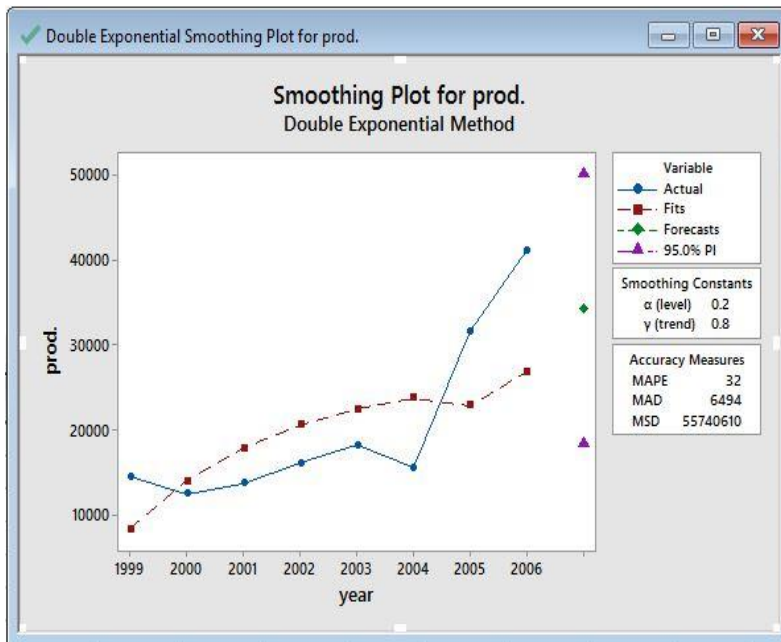 Double Exponential Smoothing Plot for prod.
Smoothing Plot for prod.
Double Exponential Method
50000
40000
30000
20000
10000
prod.
1999 2000 2001 2002 2003 2004 2005 2006
year
Variable
Actual
Fits
Forecasts
95.0% PI
Smoothing Constants
α (level) 0.2
γ (trend) 0.8
Accuracy Measures
MAPE 32
MAD 6494
MSD 55740610